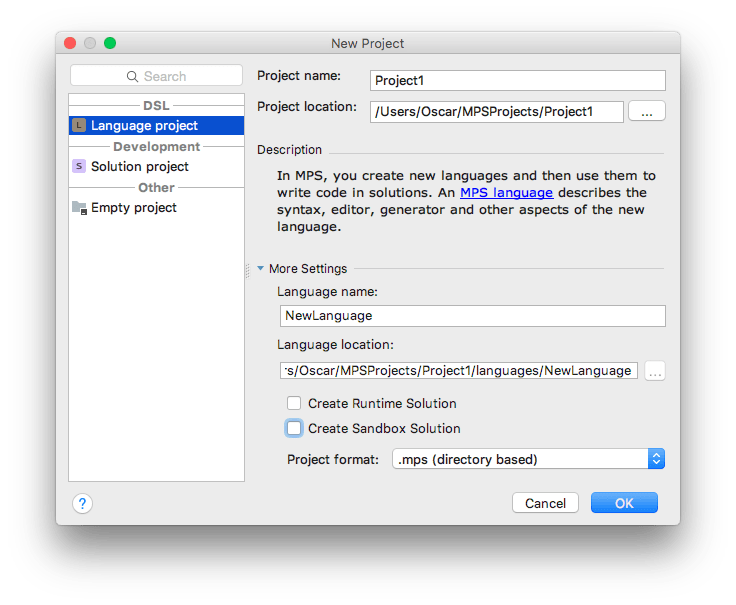 New Project
Search
DSL
L Language project
Development
S Solution project
Other
Empty project
Project name: Project1
Project location: /Users/Oscar/MPSProjects/Project1 ...
Description
In MPS, you create new languages and then use them to
write code in solutions. An MPS language describes the
syntax, editor, generator and other aspects of the new
language.
More Settings
Language name:
NewLanguage
Language location:
s/Oscar/MPSProjects/Project1/languages/NewLanguage ...
Create Runtime Solution
Create Sandbox Solution
Project format: .mps (directory based)
? Cancel OK